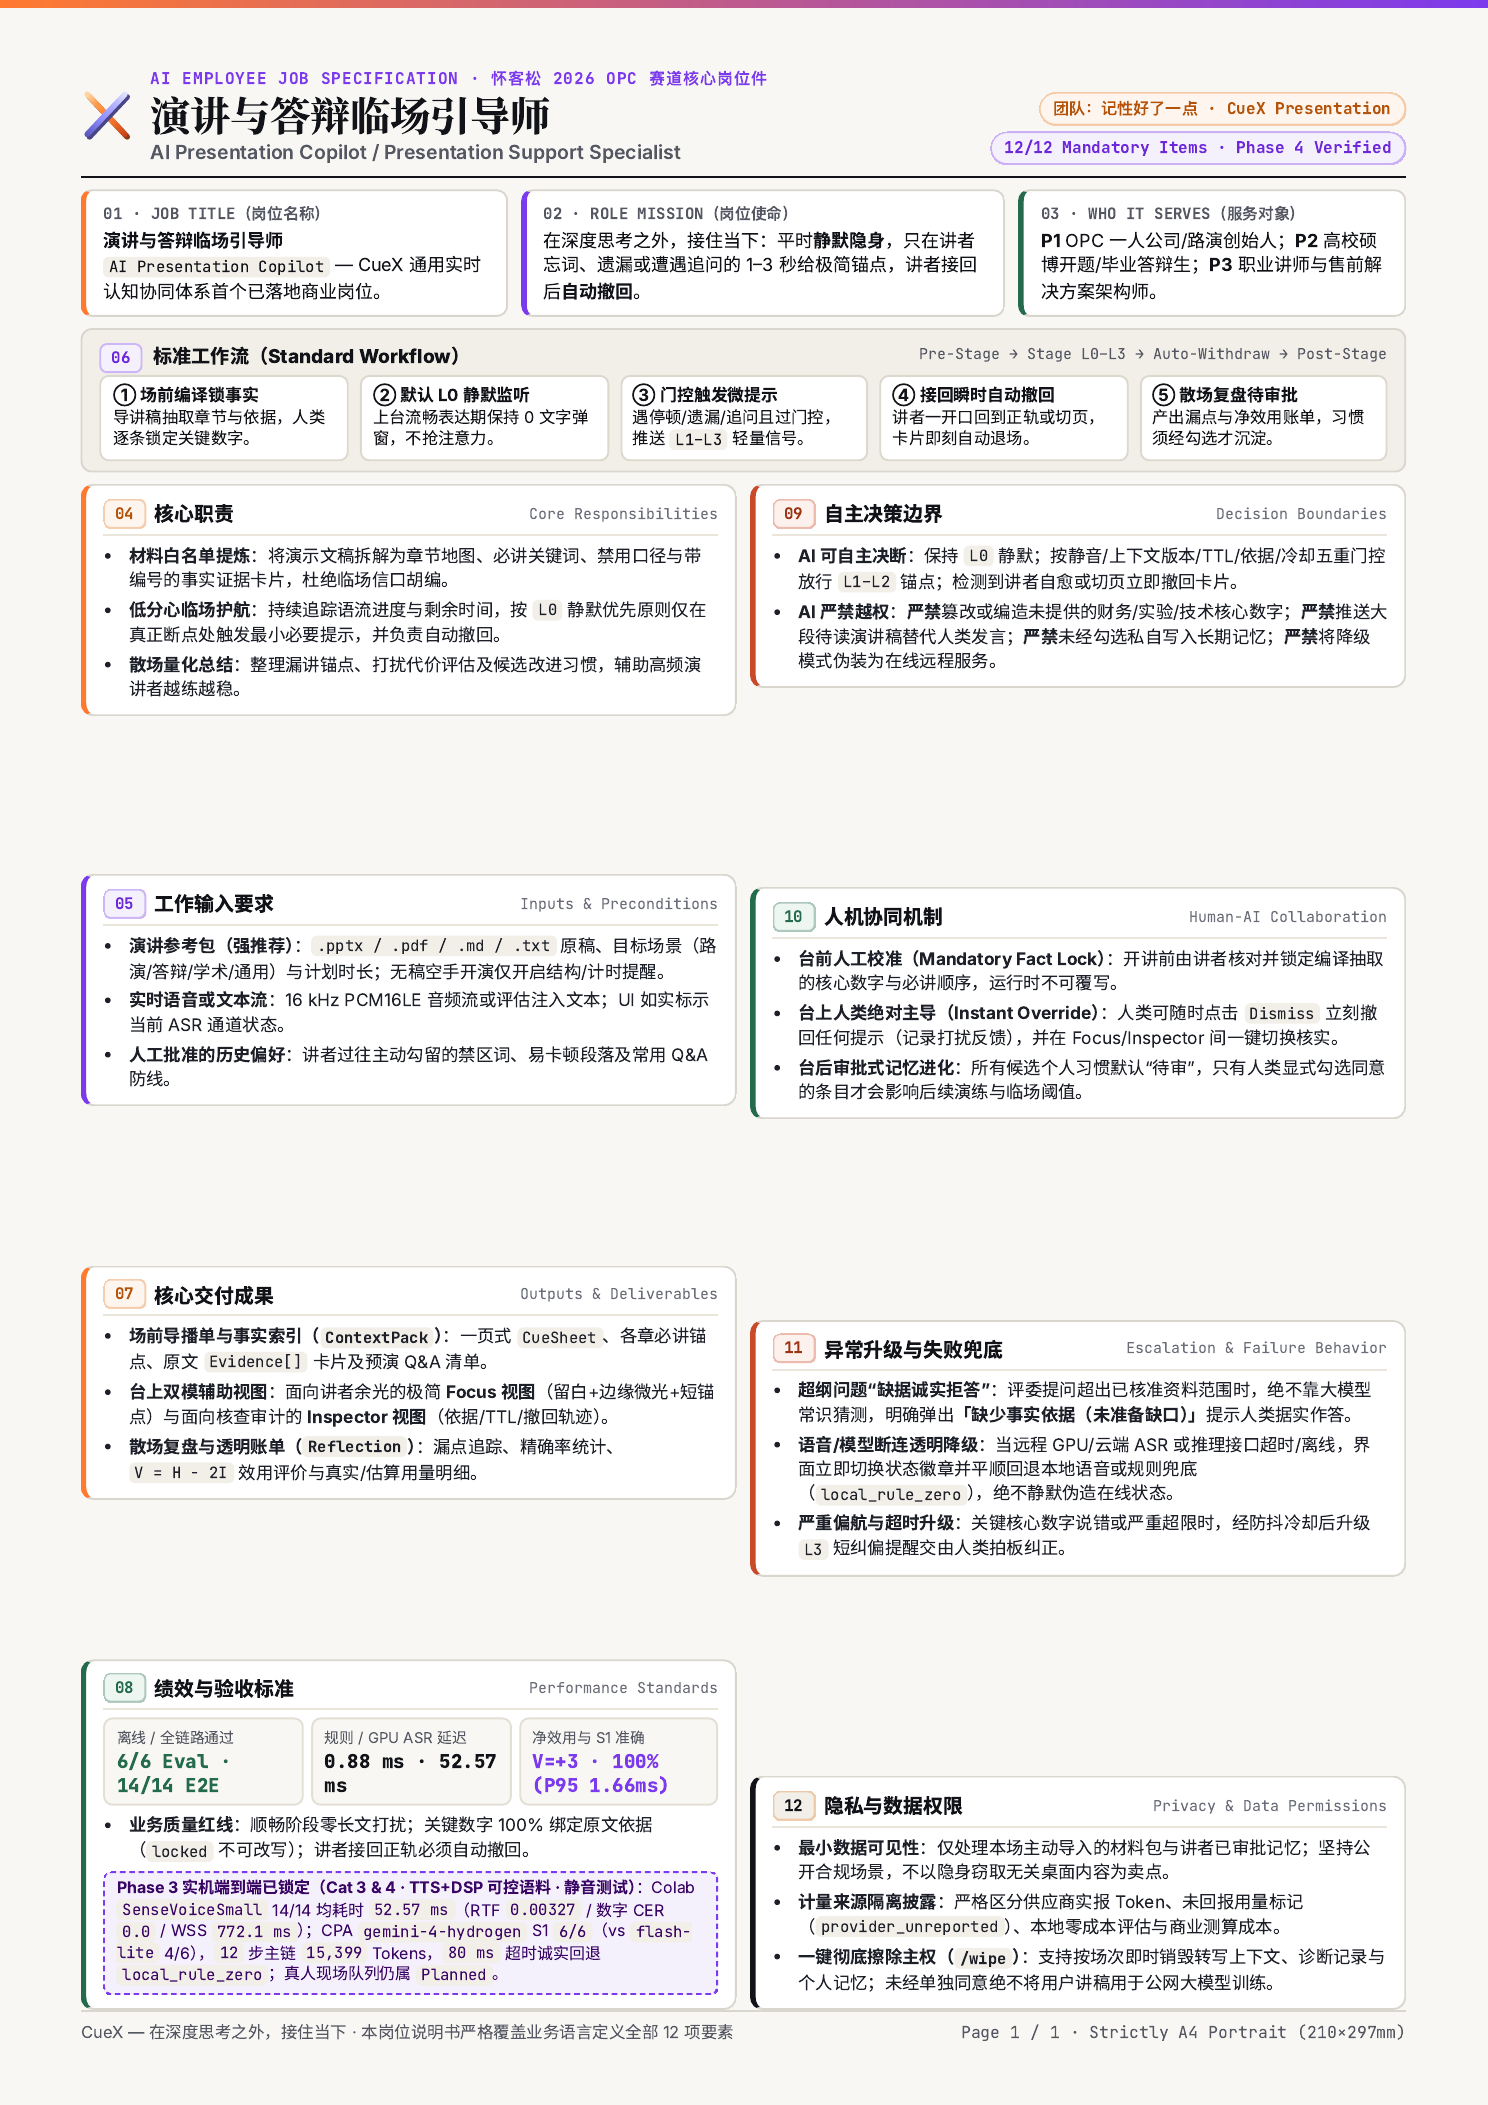 AI EMPLOYEE JOB SPECIFICATION · 怀客松 2026 OPC 赛道核心岗位件
演讲与答辩临场引导师
AI Presentation Copilot / Presentation Support Specialist
团队：记性好了一点 · CueX Presentation
12/12 Mandatory Items · Phase 4 Verified
01 · JOB TITLE（岗位名称）
演讲与答辩临场引导师
AI Presentation Copilot — CueX 通用实时
认知协同体系首个已落地商业岗位。
02 · ROLE MISSION（岗位使命）
在深度思考之外，接住当下：平时静默隐身，只在讲者
忘词、遗漏或遭遇追问的 1–3 秒给极简锚点，讲者接回
后自动撤回。
03 · WHO IT SERVES（服务对象）
P1 OPC 一人公司/路演创始人；P2 高校硕
博开题/毕业答辩生；P3 职业讲师与售前解
决方案架构师。
06 标准工作流（Standard Workflow）
Pre-Stage → Stage L0–L3 → Auto-Withdraw → Post-Stage
① 场前编译锁事实
导讲稿抽取章节与依据，人类
逐条锁定关键数字。
② 默认 L0 静默监听
上台流畅表达期保持 0 文字弹
窗，不抢注意力。
③ 门控触发微提示
遇停顿/遗漏/追问且过门控，
推送 L1–L3 轻量信号。
④ 接回瞬时自动撤回
讲者一开口回到正轨或切页，
卡片即刻自动退场。
⑤ 散场复盘待审批
产出漏点与净效用账单，习惯
须经勾选才沉淀。
04 核心职责 Core Responsibilities
• 材料白名单提炼：将演示文稿拆解为章节地图、必讲关键词、禁用口径与带
编号的事实证据卡片，杜绝临场信口胡编。
• 低分心临场护航：持续追踪语流进度与剩余时间，按 L0 静默优先原则仅在
真正断点处触发最小必要提示，并负责自动撤回。
• 散场量化总结：整理漏讲锚点、打扰代价评估及候选改进习惯，辅助高频演
讲者越练越稳。
05 工作输入要求 Inputs & Preconditions
• 演讲参考包（强推荐）：.pptx / .pdf / .md / .txt 原稿、目标场景（路
演/答辩/学术/通用）与计划时长；无稿空手开演仅开启结构/计时提醒。
• 实时语音或文本流：16 kHz PCM16LE 音频流或评估注入文本；UI 如实标示
当前 ASR 通道状态。
• 人工批准的历史偏好：讲者过往主动勾留的禁区词、易卡顿段落及常用 Q&A
防线。
07 核心交付成果 Outputs & Deliverables
• 场前导播单与事实索引（ContextPack）：一页式 CueSheet、各章必讲锚
点、原文 Evidence[] 卡片及预演 Q&A 清单。
• 台上双模辅助视图：面向讲者余光的极简 Focus 视图（留白+边缘微光+短锚
点）与面向核查审计的 Inspector 视图（依据/TTL/撤回轨迹）。
• 散场复盘与透明账单（Reflection）：漏点追踪、精确率统计、
V = H - 2I 效用评价与真实/估算用量明细。
08 绩效与验收标准 Performance Standards
离线 / 全链路通过
6/6 Eval ·
14/14 E2E
规则 / GPU ASR 延迟
0.88 ms · 52.57
ms
净效用与 S1 准确
V=+3 · 100%
(P95 1.66ms)
• 业务质量红线：顺畅阶段零长文打扰；关键数字 100% 绑定原文依据
（locked 不可改写）；讲者接回正轨必须自动撤回。
Phase 3 实机端到端已锁定（Cat 3 & 4 · TTS+DSP 可控语料 · 静音测试）：Colab
SenseVoiceSmall 14/14 均耗时 52.57 ms（RTF 0.00327 / 数字 CER
0.0 / WSS 772.1 ms）；CPA gemini-4-hydrogen S1 6/6（vs flash-
lite 4/6），12 步主链 15,399 Tokens，80 ms 超时诚实回退
local_rule_zero；真人现场队列仍属 Planned。
09 自主决策边界 Decision Boundaries
• AI 可自主决断：保持 L0 静默；按静音/上下文版本/TTL/依据/冷却五重门控
放行 L1–L2 锚点；检测到讲者自愈或切页立即撤回卡片。
• AI 严禁越权：严禁篡改或编造未提供的财务/实验/技术核心数字；严禁推送大
段待读演讲稿替代人类发言；严禁未经勾选私自写入长期记忆；严禁将降级
模式伪装为在线远程服务。
10 人机协同机制 Human-AI Collaboration
• 台前人工校准（Mandatory Fact Lock）：开讲前由讲者核对并锁定编译抽取
的核心数字与必讲顺序，运行时不可覆写。
• 台上人类绝对主导（Instant Override）：人类可随时点击 Dismiss 立刻撤
回任何提示（记录打扰反馈），并在 Focus/Inspector 间一键切换核实。
• 台后审批式记忆进化：所有候选个人习惯默认“待审”，只有人类显式勾选同意
的条目才会影响后续演练与临场阈值。
11 异常升级与失败兜底 Escalation & Failure Behavior
• 超纲问题“缺据诚实拒答”：评委提问超出已核准资料范围时，绝不靠大模型
常识猜测，明确弹出「缺少事实依据（未准备缺口）」提示人类据实作答。
• 语音/模型断连透明降级：当远程 GPU/云端 ASR 或推理接口超时/离线，界
面立即切换状态徽章并平顺回退本地语音或规则兜底
（local_rule_zero），绝不静默伪造在线状态。
• 严重偏航与超时升级：关键核心数字说错或严重超限时，经防抖冷却后升级
L3 短纠偏提醒交由人类拍板纠正。
12 隐私与数据权限 Privacy & Data Permissions
• 最小数据可见性：仅处理本场主动导入的材料包与讲者已审批记忆；坚持公
开合规场景，不以隐身窃取无关桌面内容为卖点。
• 计量来源隔离披露：严格区分供应商实报 Token、未回报用量标记
（provider_unreported）、本地零成本评估与商业测算成本。
• 一键彻底擦除主权（/wipe）：支持按场次即时销毁转写上下文、诊断记录与
个人记忆；未经单独同意绝不将用户讲稿用于公网大模型训练。
CueX — 在深度思考之外，接住当下 · 本岗位说明书严格覆盖业务语言定义全部 12 项要素
Page 1 / 1 · Strictly A4 Portrait (210×297mm)